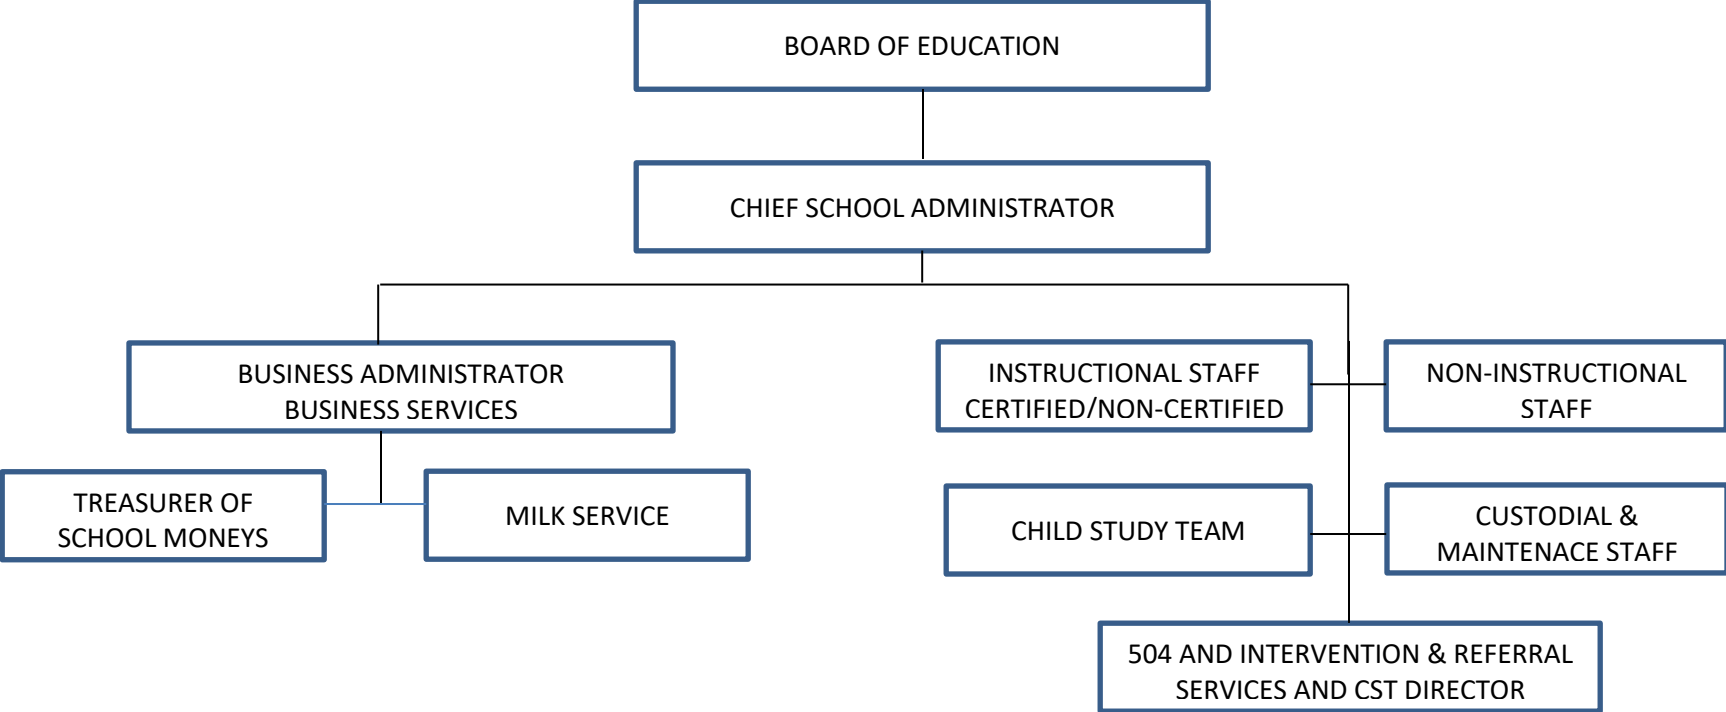 BOARD OF EDUCATION
CHIEF SCHOOL ADMINISTRATOR
BUSINESS ADMINISTRATOR
BUSINESS SERVICES
INSTRUCTIONAL STAFF
CERTIFIED/NON-CERTIFIED
NON-INSTRUCTIONAL
STAFF
TREASURER OF
SCHOOL MONEYS
MILK SERVICE
CHILD STUDY TEAM
CUSTODIAL &
MAINTENACE STAFF
504 AND INTERVENTION & REFERRAL
SERVICES AND CST DIRECTOR